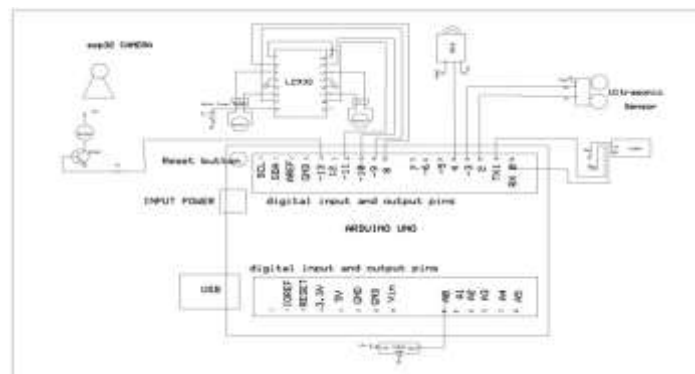 esp32 CAMERA
L293D
Ultrasonic
Sensor
Reset button
SCL
SDA
AREF
GND
~13
12
~11
~10
~9
8
7
~6
~5
4
~3
2
TX1
RX0
INPUT POWER
digital input and output pins
ARDUINO UNO
digital input and output pins
USB
IOREF
RESET
3.3V
5V
GND
GND
Vin
A0
A1
A2
A3
A4
A5